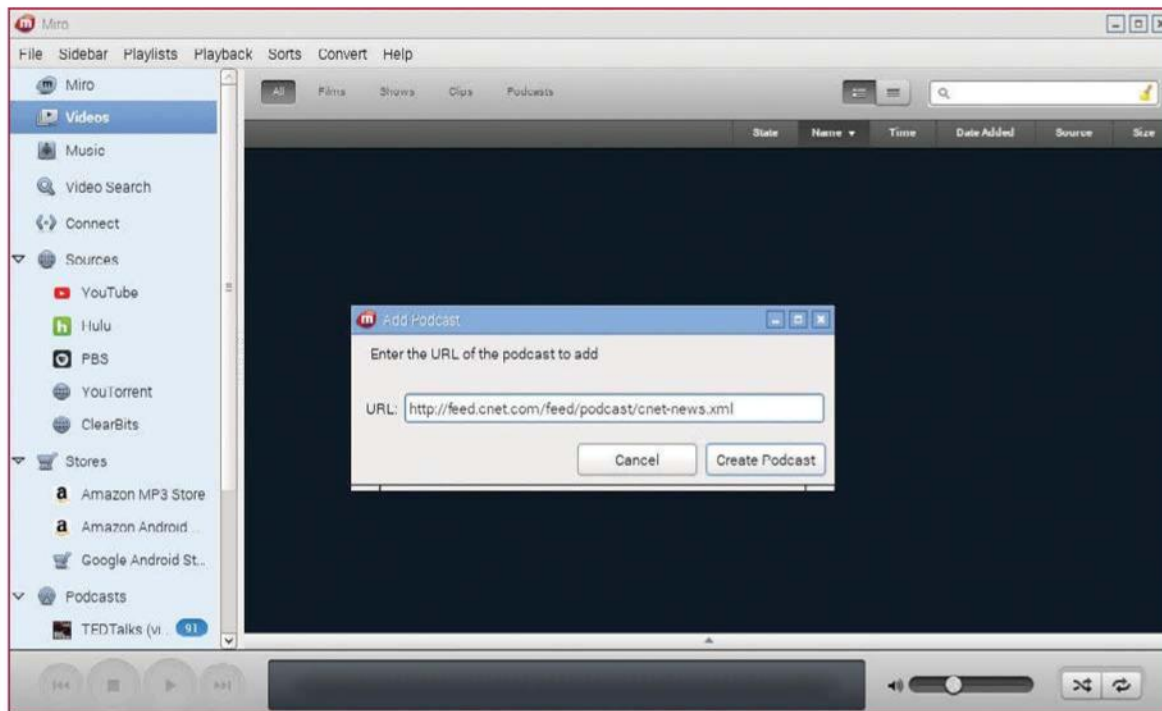 Miro
File Sidebar Playlists Playback Sorts Convert Help
Miro
Videos
Music
Video Search
Connect
Sources
YouTube
Hulu
PBS
YouTorrent
ClearBits
Stores
Amazon MP3 Store
Amazon Android ...
Google Android St...
Podcasts
TEDTalks (vi... 91
All Films Shows Clips Podcasts
State Name Time Date Added Source Size
Add Podcast
Enter the URL of the podcast to add
URL: http://feed.cnet.com/feed/podcast/cnet-news.xml
Cancel Create Podcast